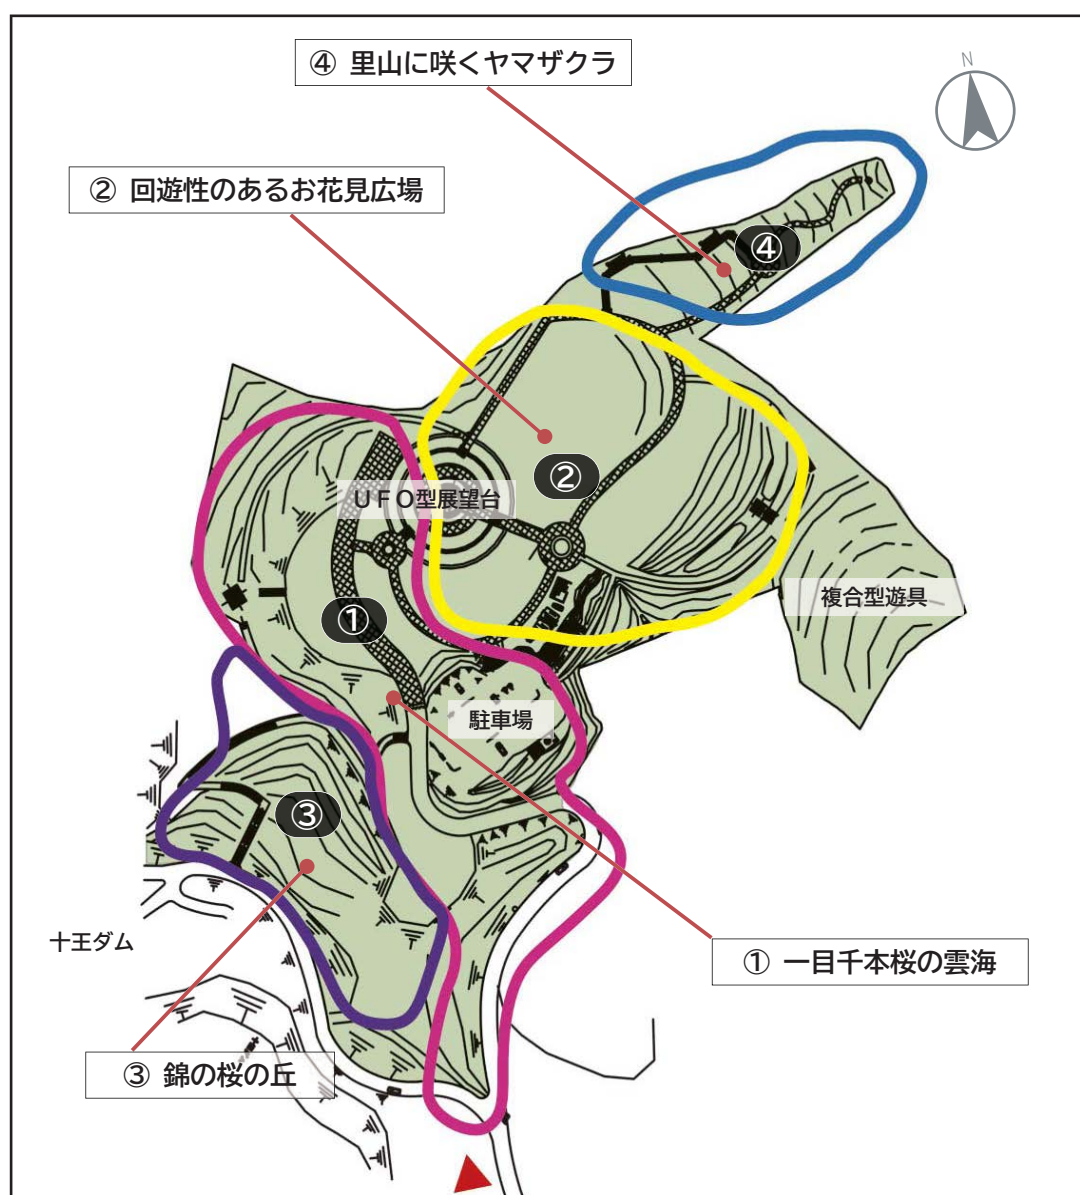 ④ 里山に咲くヤマザクラ
N
② 回遊性のあるお花見広場
④
②
UFO型展望台
複合型遊具
①
駐車場
③
十王ダム
① 一目千本桜の雲海
③ 錦の桜の丘